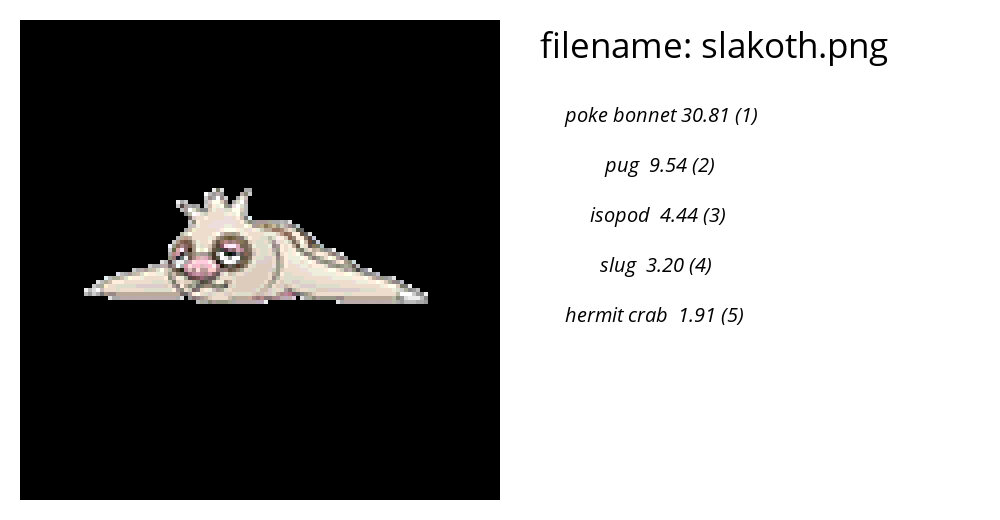 filename: slakoth.png
poke bonnet 30.81 (1)
pug 9.54 (2)
isopod 4.44 (3)
slug 3.20 (4)
hermit crab 1.91 (5)